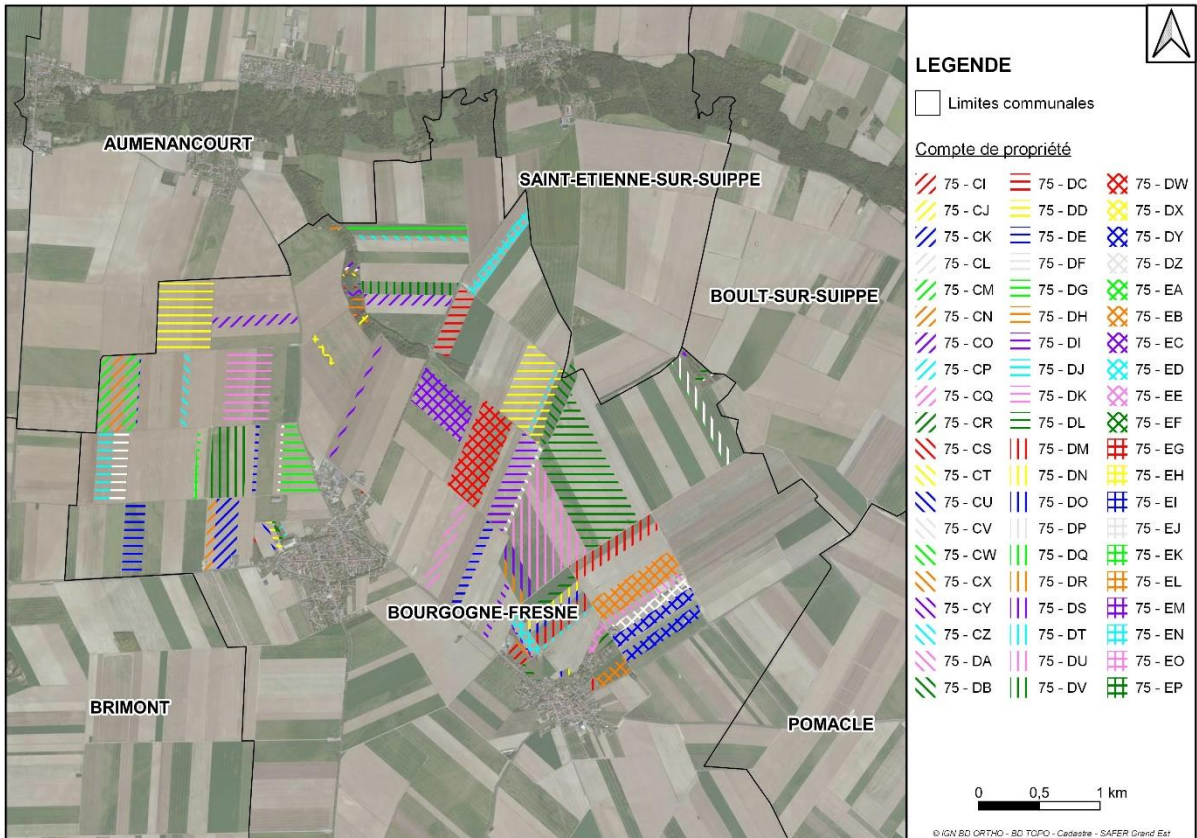 AUMENANCOURT
SAINT-ETIENNE-SUR-SUIPPE
BOULT-SUR-SUIPPE
BOURGOGNE-FRESNE
BRIMONT
POMACLE
LEGENDE
Limites communales
Compte de propriété
75 - CI 75 - DC 75 - DW
75 - CJ 75 - DD 75 - DX
75 - CK 75 - DE 75 - DY
75 - CL 75 - DF 75 - DZ
75 - CM 75 - DG 75 - EA
75 - CN 75 - DH 75 - EB
75 - CO 75 - DI 75 - EC
75 - CP 75 - DJ 75 - ED
75 - CQ 75 - DK 75 - EE
75 - CR 75 - DL 75 - EF
75 - CS 75 - DM 75 - EG
75 - CT 75 - DN 75 - EH
75 - CU 75 - DO 75 - EI
75 - CV 75 - DP 75 - EJ
75 - CW 75 - DQ 75 - EK
75 - CX 75 - DR 75 - EL
75 - CY 75 - DS 75 - EM
75 - CZ 75 - DT 75 - EN
75 - DA 75 - DU 75 - EO
75 - DB 75 - DV 75 - EP
0 0,5 1 km
© IGN BD ORTHO - BD TOPO - Cadastre - SAFER Grand Est